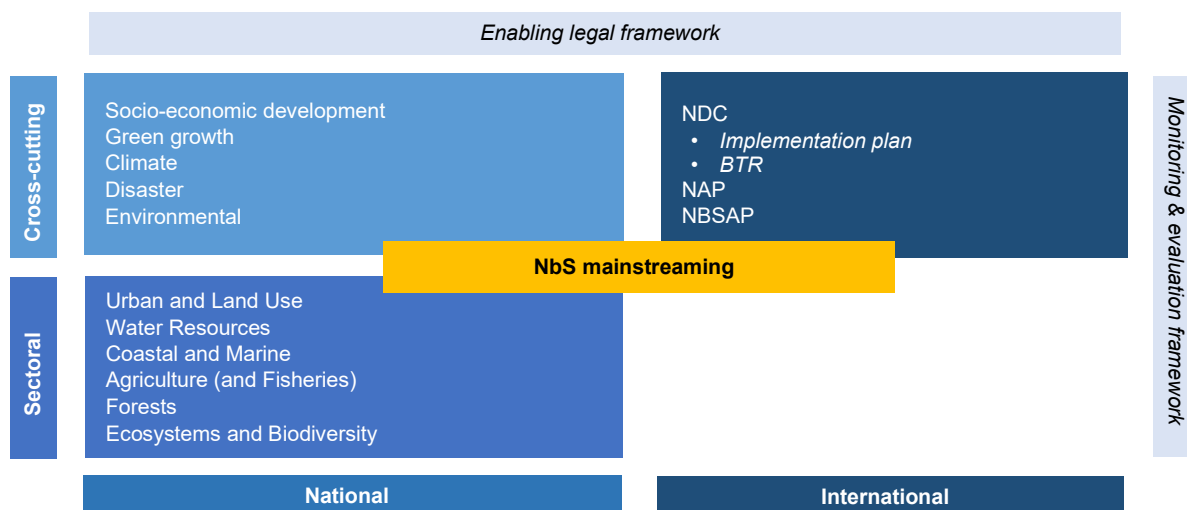 Enabling legal framework
Cross-cutting
Socio-economic development
Green growth
Climate
Disaster
Environmental
NDC
• Implementation plan
• BTR
NAP
NBSAP
Monitoring & evaluation framework
NbS mainstreaming
Sectoral
Urban and Land Use
Water Resources
Coastal and Marine
Agriculture (and Fisheries)
Forests
Ecosystems and Biodiversity
National
International